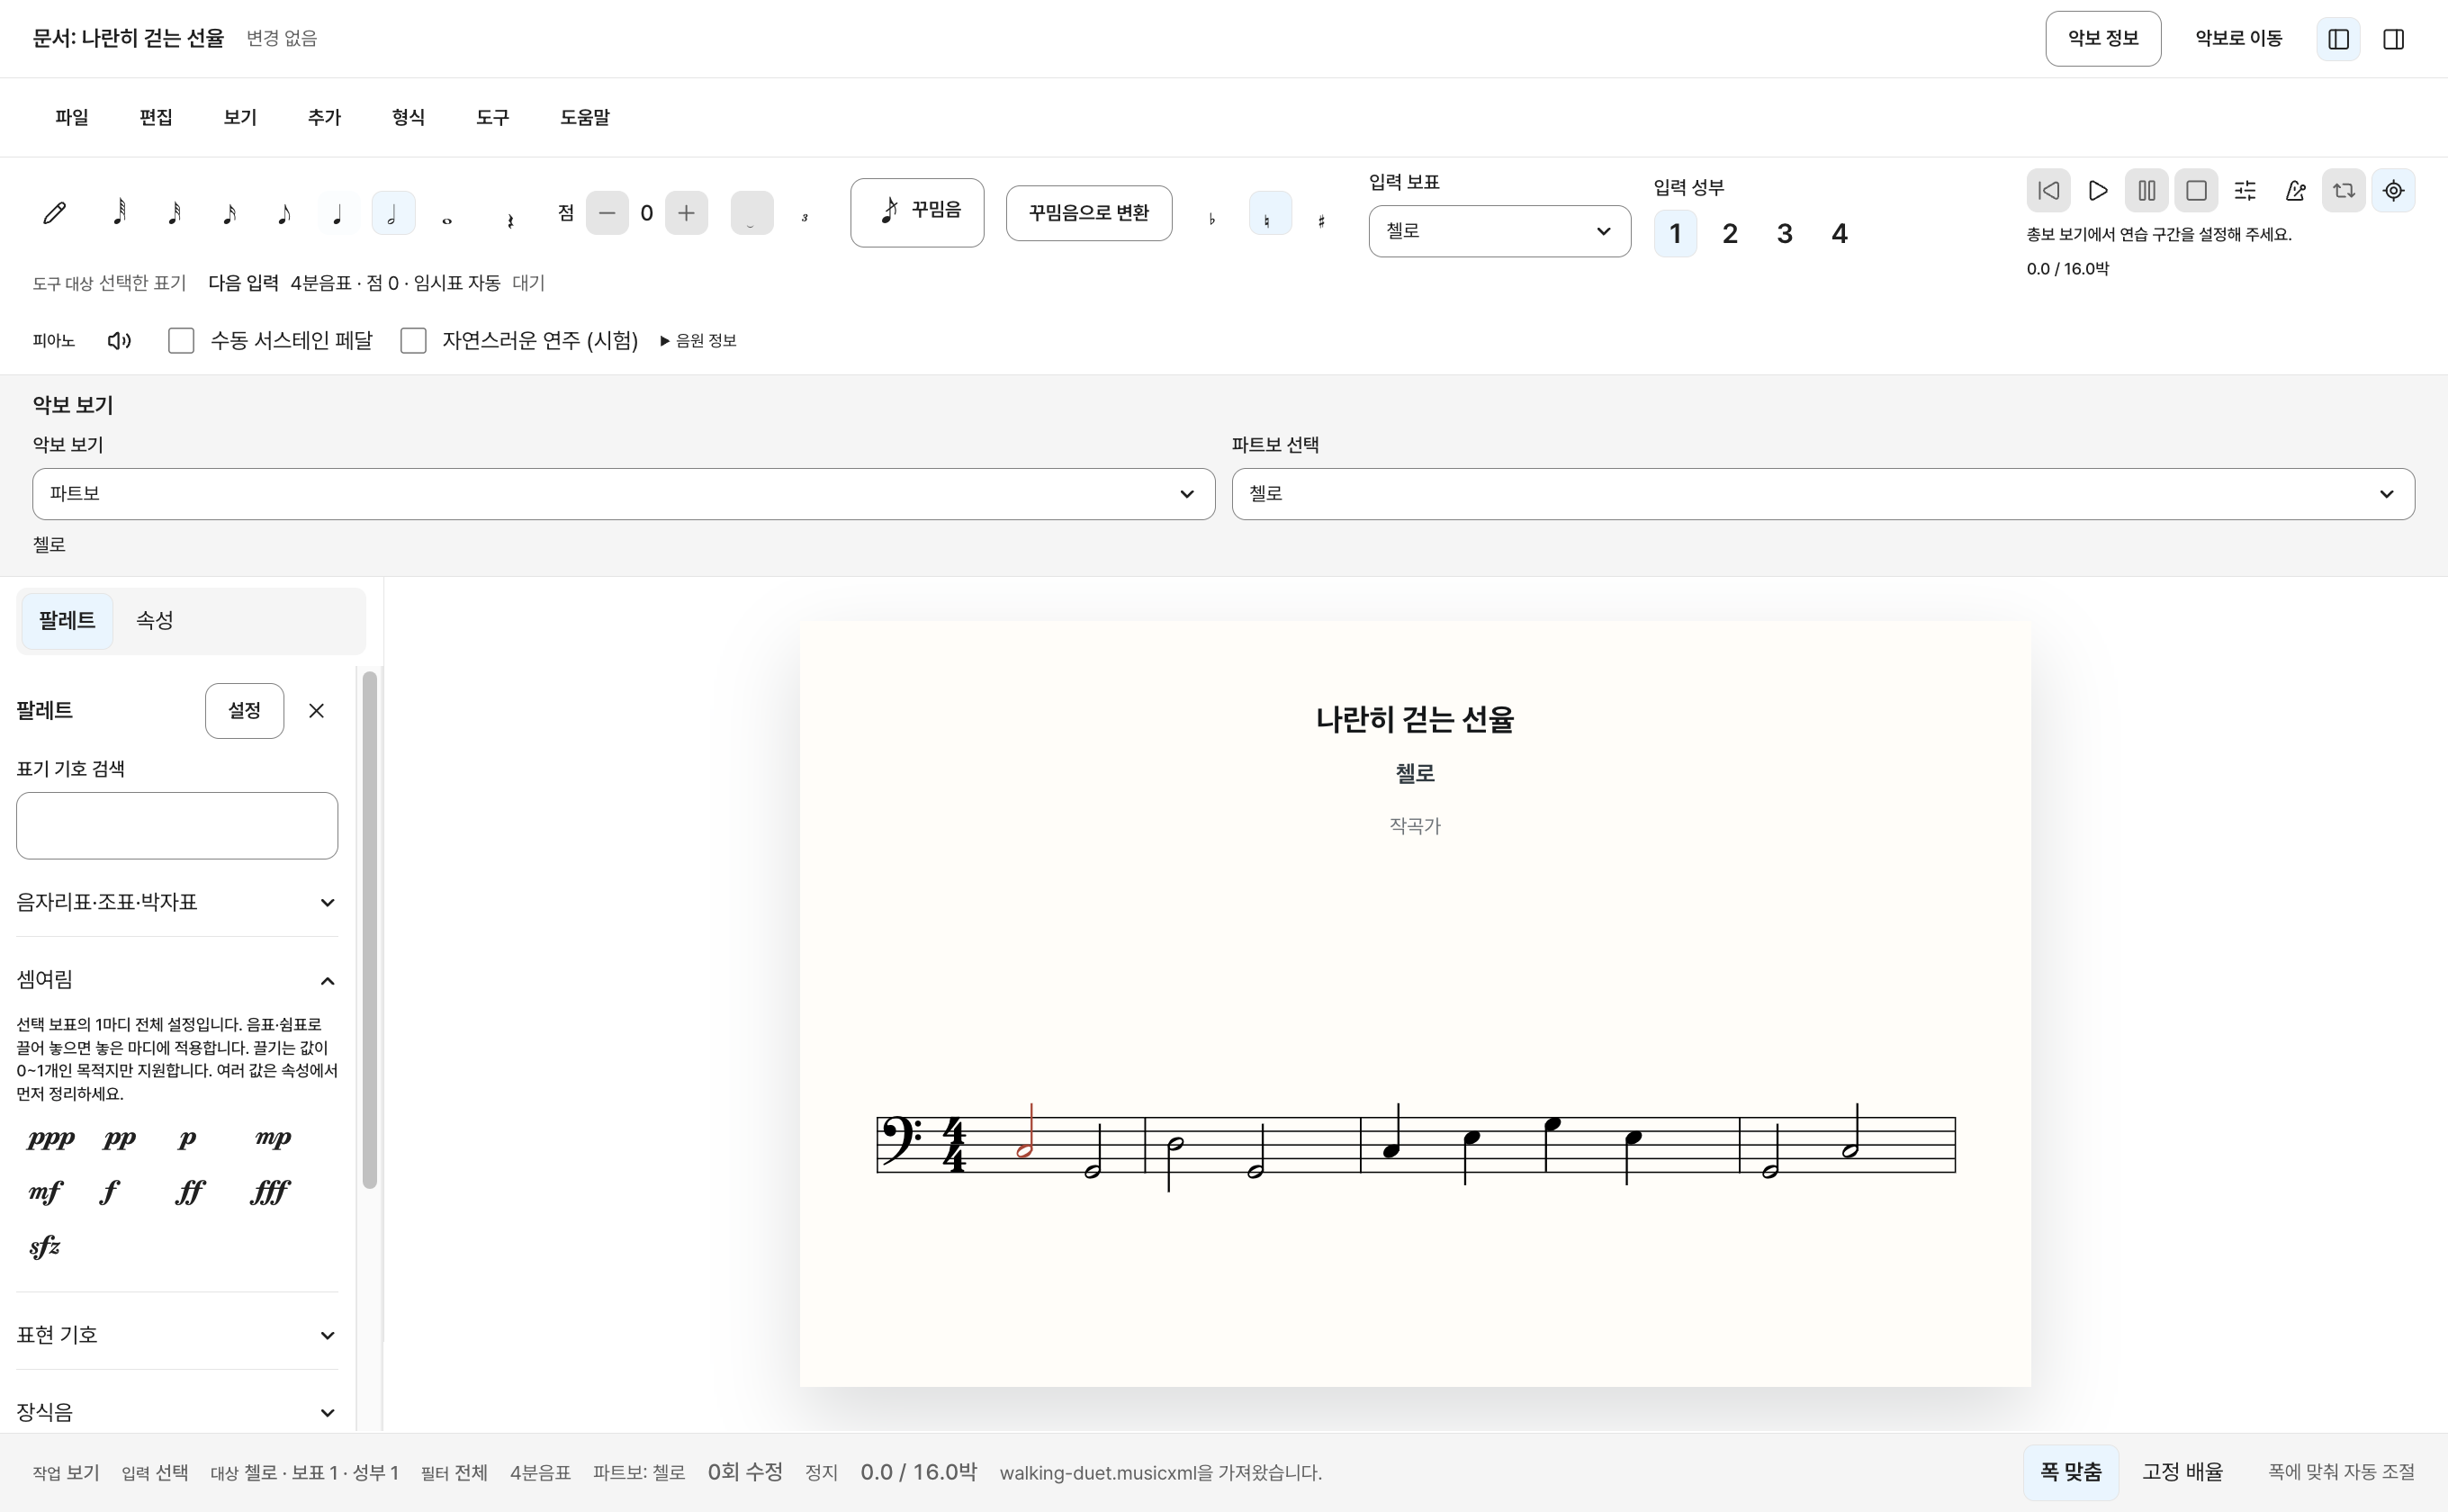 문서: 나란히 걷는 선율 변경 없음 악보 정보 악보로 이동
파일 편집 보기 추가 형식 도구 도움말
점 0 3 꾸밈음 꾸밈음으로 변환
입력 보표
첼로
입력 성부
1 2 3 4
총보 보기에서 연습 구간을 설정해 주세요.
0.0 / 16.0박
도구 대상 선택한 표기 다음 입력 4분음표 · 점 0 · 임시표 자동 대기
피아노 수동 서스테인 페달 자연스러운 연주 (시험) ▶ 음원 정보
악보 보기
악보 보기 파트보 선택
파트보 첼로
첼로
팔레트 속성
팔레트 설정
표기 기호 검색
음자리표·조표·박자표
셈여림
선택 보표의 1마디 전체 설정입니다. 음표·쉼표로
끌어 놓으면 놓은 마디에 적용합니다. 끌기는 값이
0~1개인 목적지만 지원합니다. 여러 값은 속성에서
먼저 정리하세요.
ppp pp p mp
mf f ff fff
sfz
표현 기호
장식음
나란히 걷는 선율
첼로
작곡가
4
4
작업 보기 입력 선택 대상 첼로 · 보표 1 · 성부 1 필터 전체 4분음표 파트보: 첼로 0회 수정 정지 0.0 / 16.0박 walking-duet.musicxml을 가져왔습니다. 폭 맞춤 고정 배율 폭에 맞춰 자동 조절